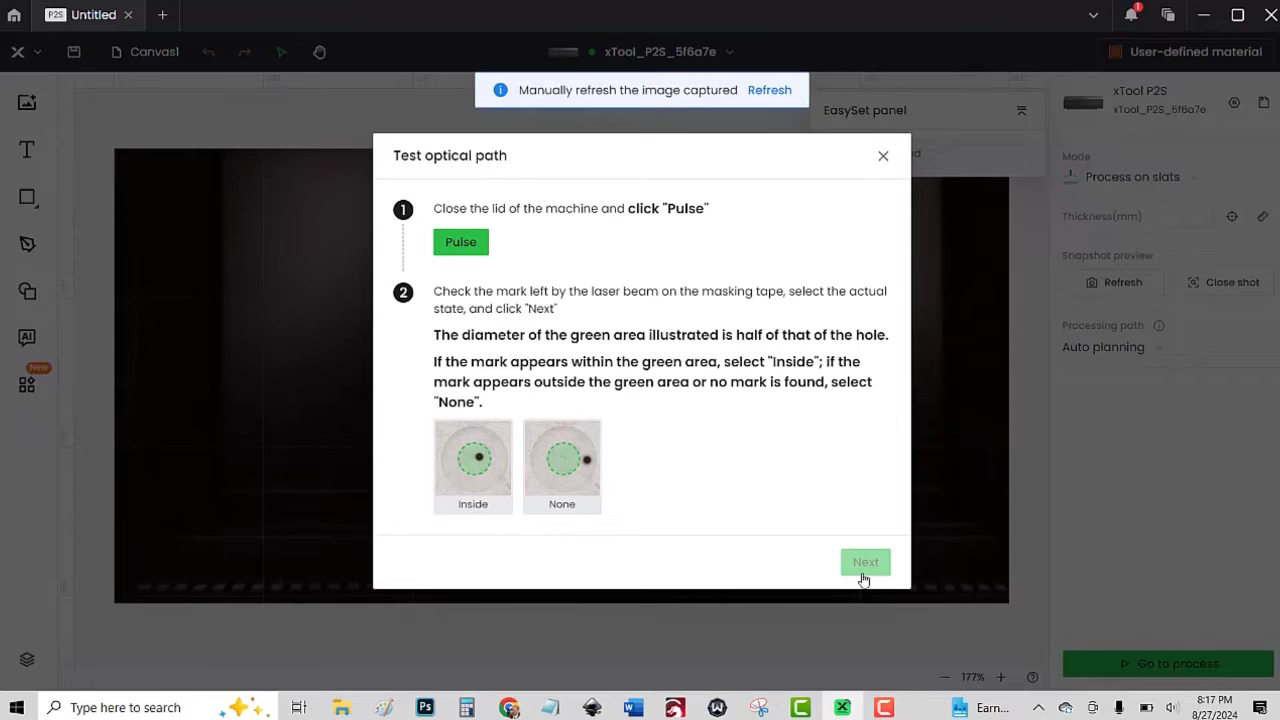 P2S Untitled
Canvas1
xTool_P2S_5f6a7e
User-defined material
Manually refresh the image captured Refresh
EasySet panel
xTool P2S
xTool_P2S_5f6a7e
Test optical path
1 Close the lid of the machine and click "Pulse"
Pulse
2 Check the mark left by the laser beam on the masking tape, select the actual
state, and click "Next"
The diameter of the green area illustrated is half of that of the hole.
If the mark appears within the green area, select "Inside"; if the
mark appears outside the green area or no mark is found, select
"None".
Inside None
Next
Mode
Process on slats
Thickness(mm)
Snapshot preview
Refresh Close shot
Processing path
Auto planning
AI
New
177%
Go to process
Type here to search
Ps
Earn...
8:17 PM
8/27/2024